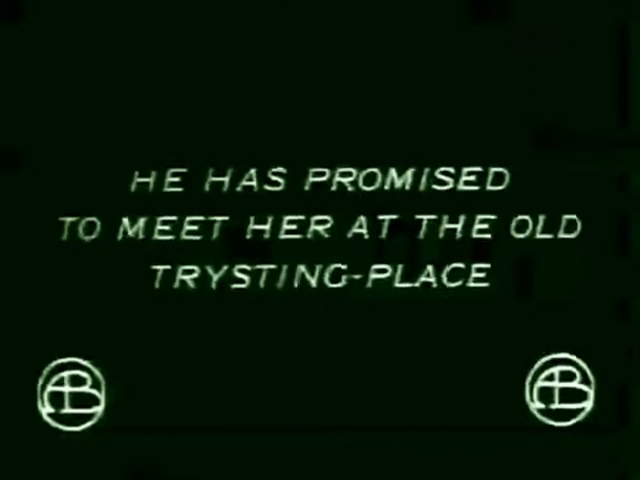 HE HAS PROMISED
TO MEET HER AT THE OLD
TRYSTING-PLACE
AB AB